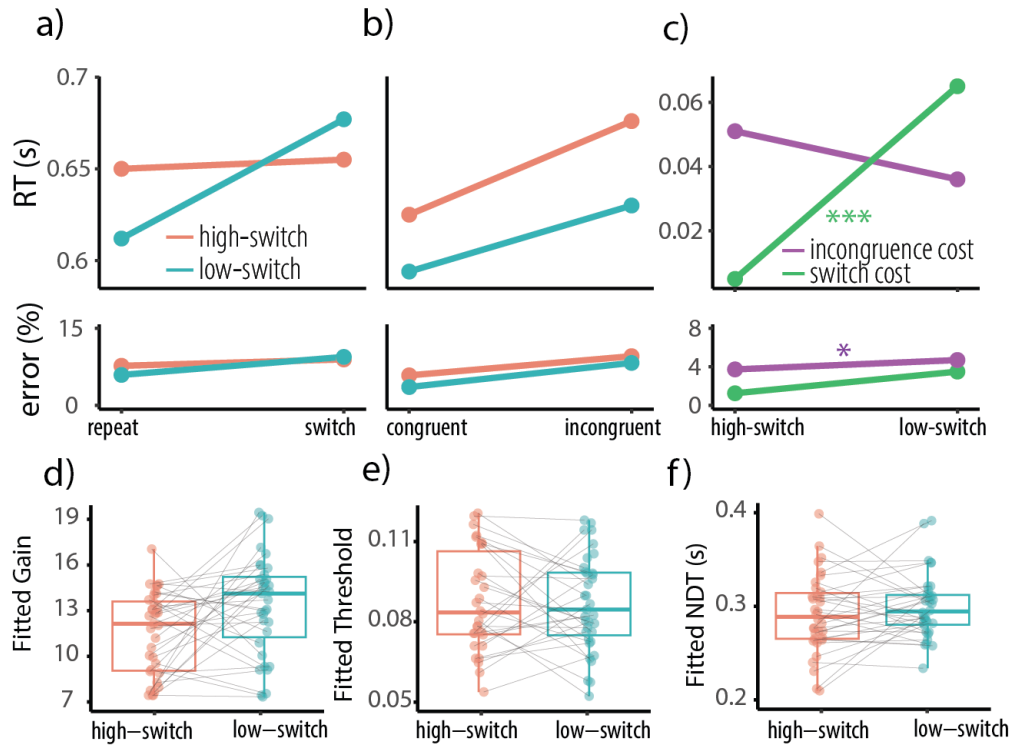 a)
b)
c)
RT (s)
0.7
0.65
0.6
high-switch
low-switch
0.06
0.04
0.02
***
incongruence cost
switch cost
error (%)
15
0
repeat
switch
congruent
incongruent
8
4
0
*
high-switch
low-switch
d)
e)
f)
Fitted Gain
19
16
13
10
7
high–switch
low–switch
Fitted Threshold
0.11
0.08
0.05
high–switch
low–switch
Fitted NDT (s)
0.4
0.3
0.2
high–switch
low–switch